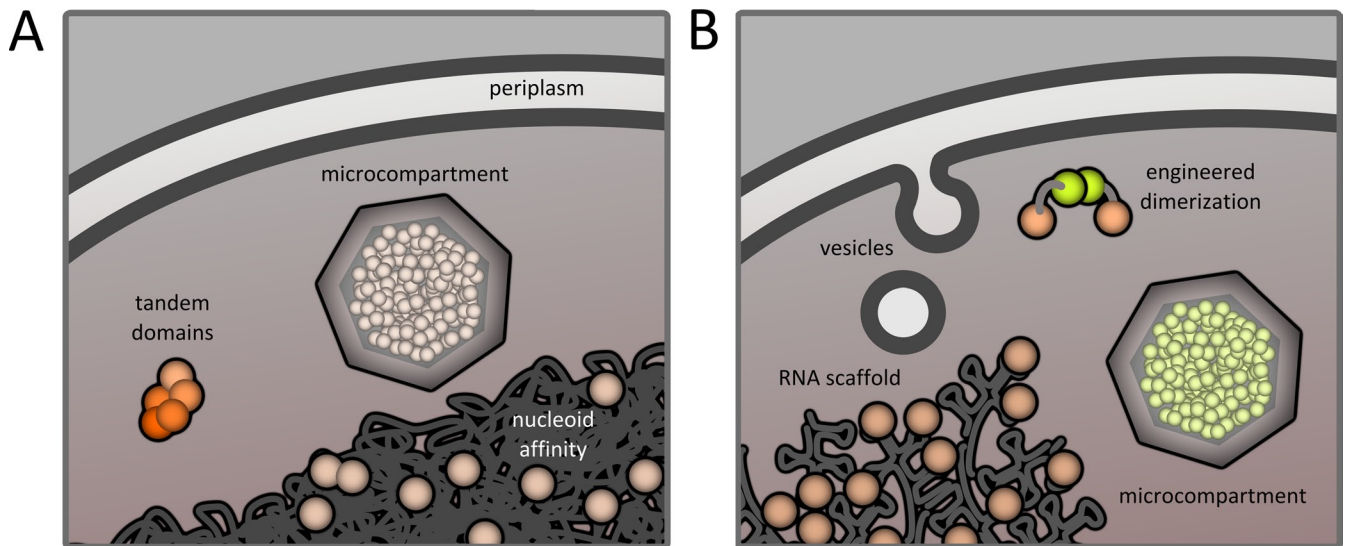 A
periplasm
microcompartment
tandem
domains
nucleoid
affinity
B
engineered
dimerization
vesicles
RNA scaffold
microcompartment